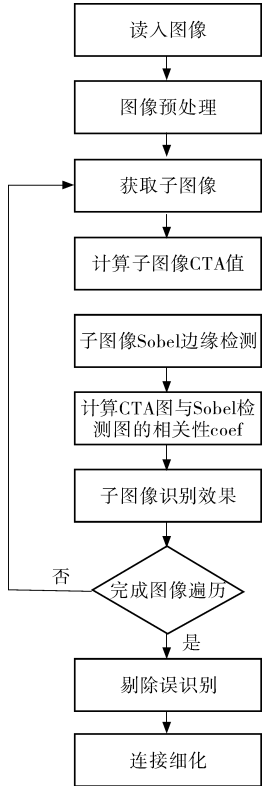 读入图像
图像预处理
获取子图像
计算子图像CTA值
子图像Sobel边缘检测
计算CTA图与Sobel检
测图的相关性coef
子图像识别效果
完成图像遍历
否
是
剔除误识别
连接细化